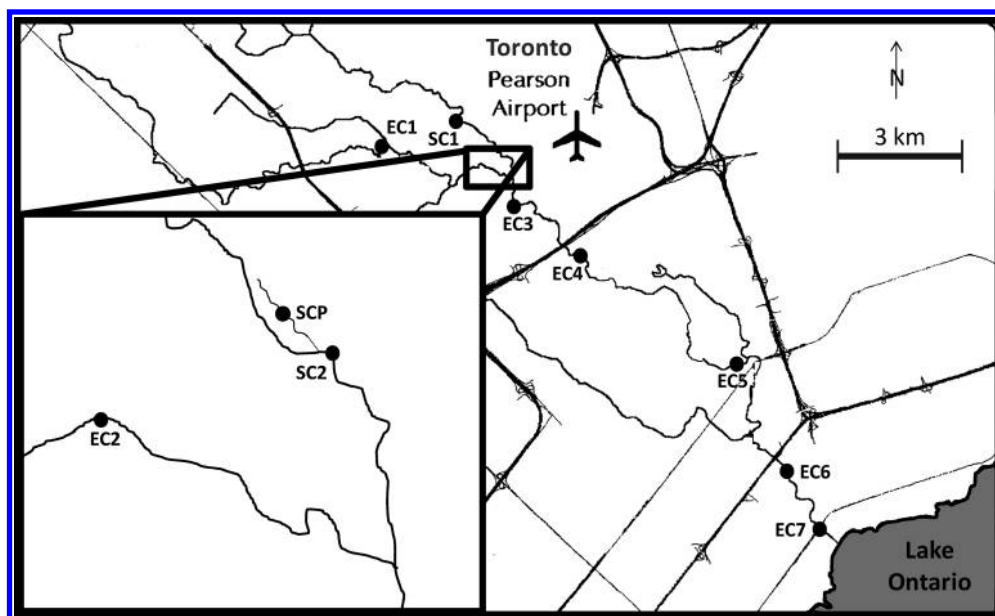 Toronto
Pearson
Airport
N
3 km
EC1
SC1
EC3
EC4
SCP
SC2
EC2
EC5
EC6
EC7
Lake
Ontario